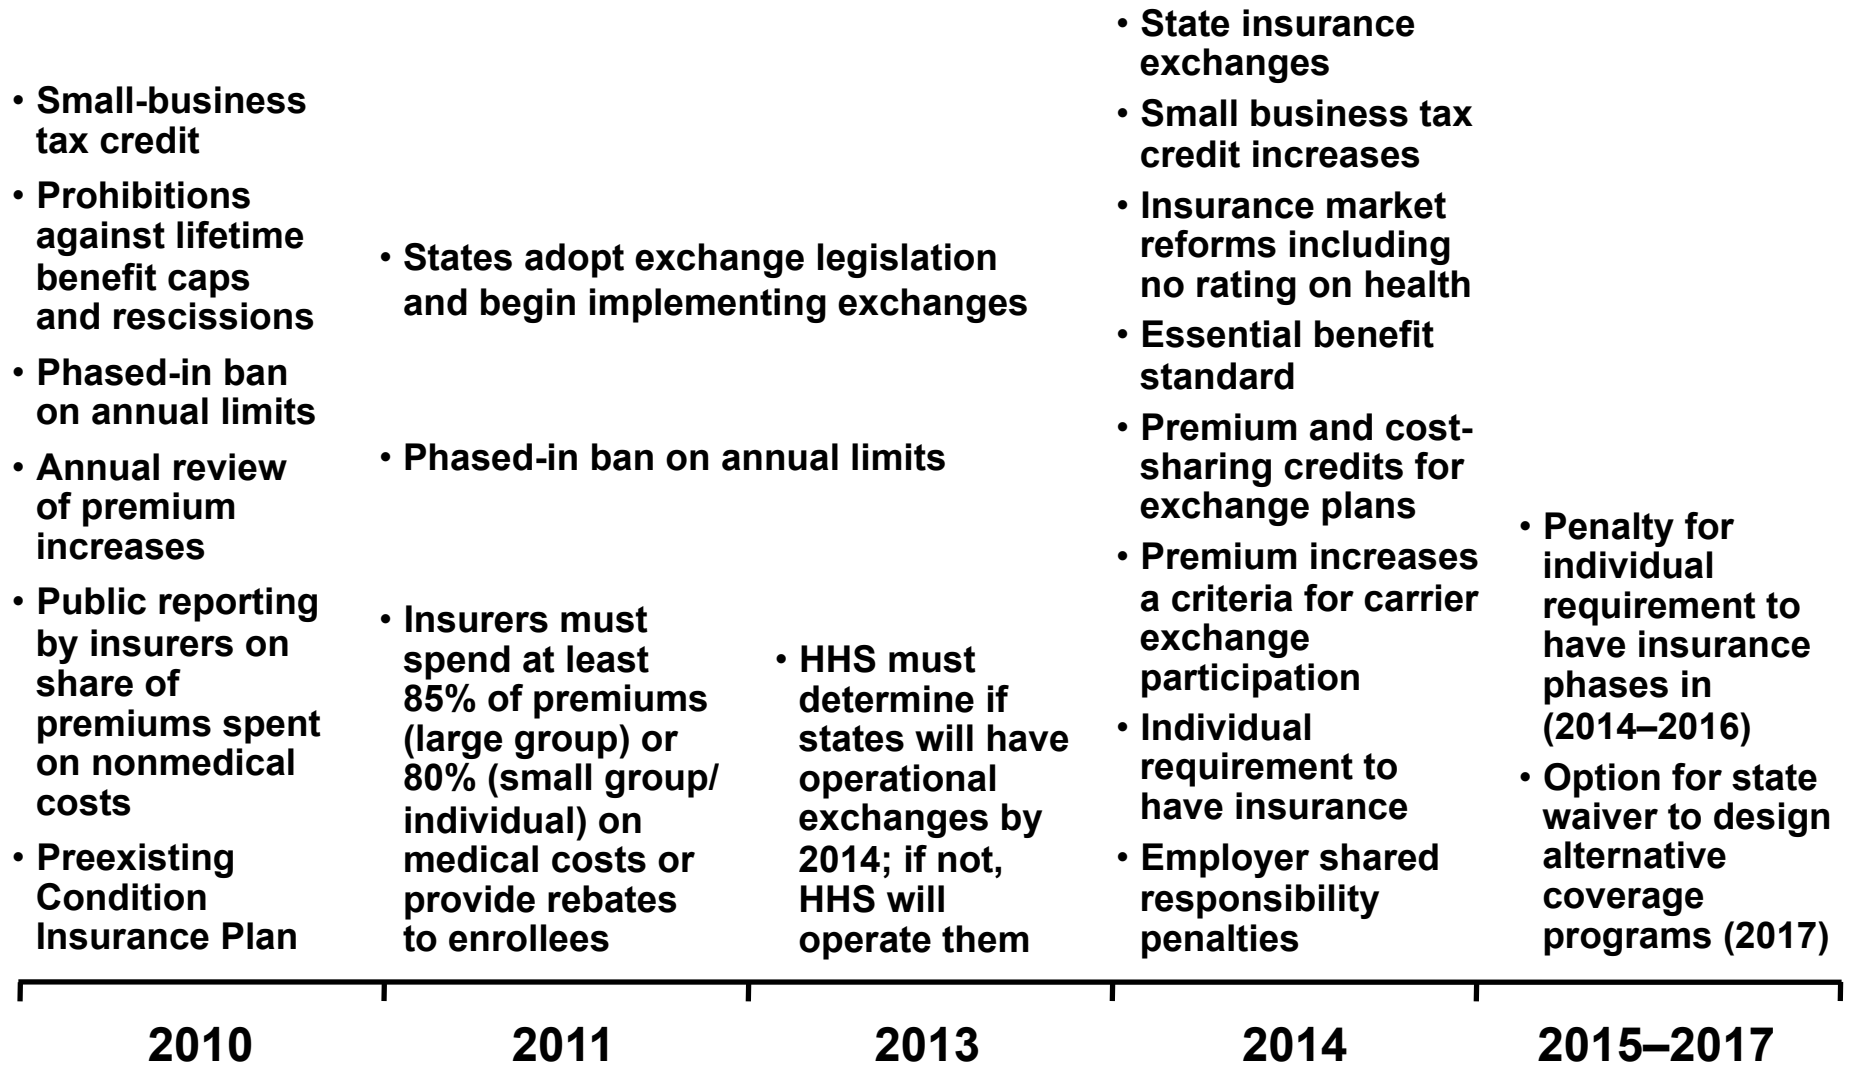 • Small-business
tax credit
• Prohibitions
against lifetime
benefit caps
and rescissions
• Phased-in ban
on annual limits
• Annual review
of premium
increases
• Public reporting
by insurers on
share of
premiums spent
on nonmedical
costs
• Preexisting
Condition
Insurance Plan
• States adopt exchange legislation
and begin implementing exchanges
• Phased-in ban on annual limits
• Insurers must
spend at least
85% of premiums
(large group) or
80% (small group/
individual) on
medical costs or
provide rebates
to enrollees
• HHS must
determine if
states will have
operational
exchanges by
2014; if not,
HHS will
operate them
• State insurance
exchanges
• Small business tax
credit increases
• Insurance market
reforms including
no rating on health
• Essential benefit
standard
• Premium and cost-
sharing credits for
exchange plans
• Premium increases
a criteria for carrier
exchange
participation
• Individual
requirement to
have insurance
• Employer shared
responsibility
penalties
• Penalty for
individual
requirement to
have insurance
phases in
(2014–2016)
• Option for state
waiver to design
alternative
coverage
programs (2017)
2010
2011
2013
2014
2015–2017